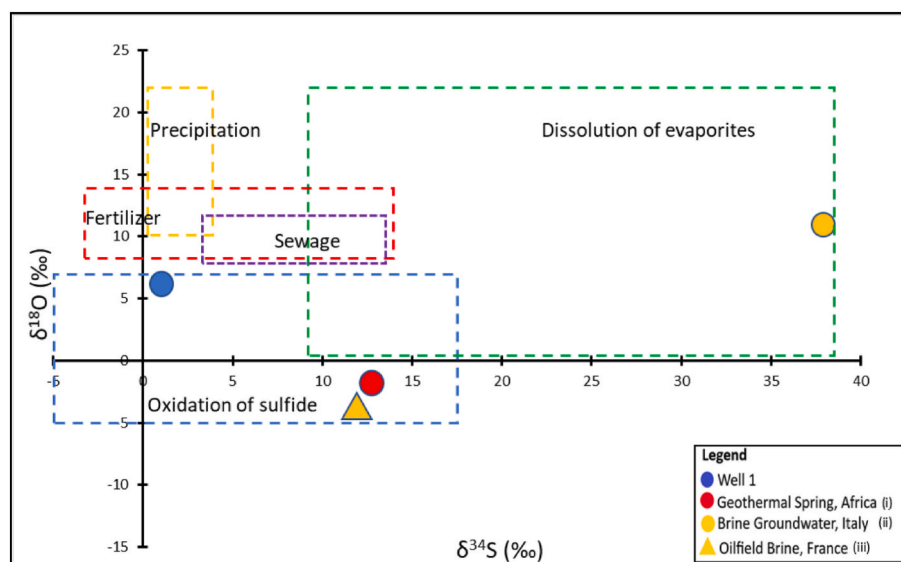 25
20
Precipitation
Dissolution of evaporites
15
Fertilizer
10
Sewage
δ¹⁸O (‰)
5
0
-5
0
5
10
15
20
25
30
35
40
Oxidation of sulfide
-5
-10
-15
δ³⁴S (‰)
Legend
Well 1
Geothermal Spring, Africa (i)
Brine Groundwater, Italy (ii)
Oilfield Brine, France (iii)